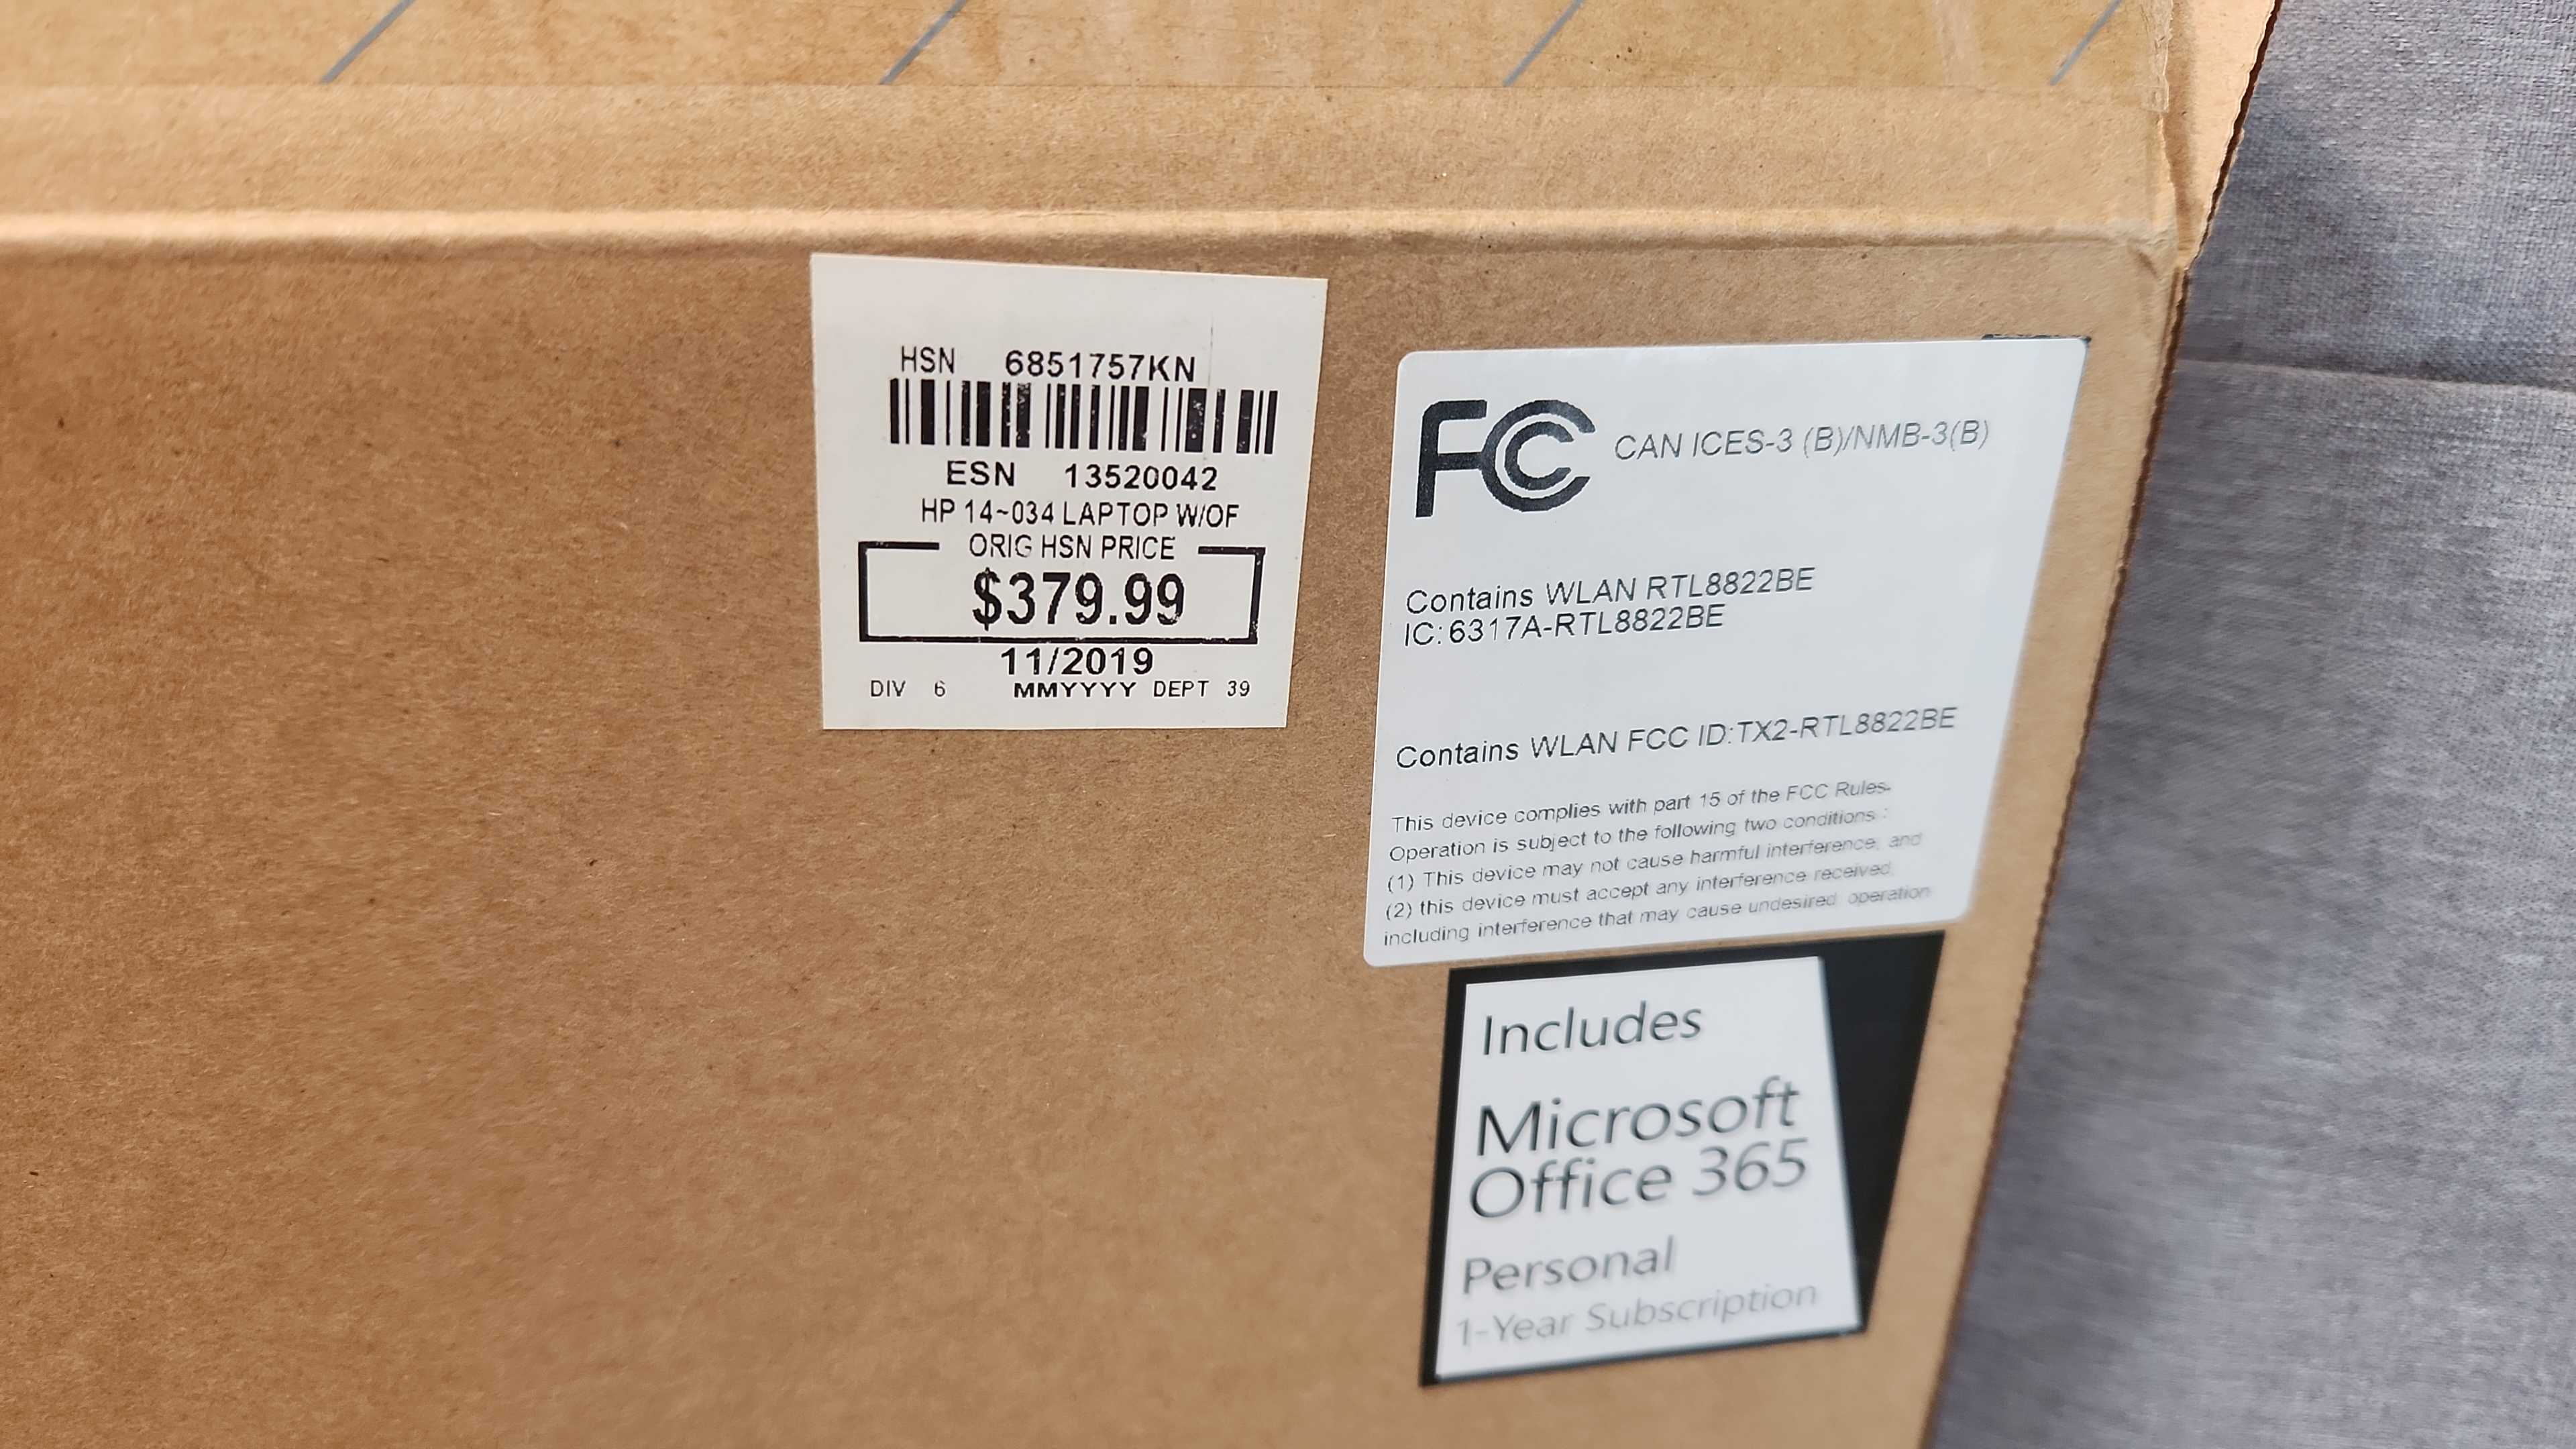 HSN 6851757KN
ESN 13520042
HP 14~034 LAPTOP W/OF
ORIG HSN PRICE
$379.99
11/2019
DIV 6 MMYYYY DEPT 39
FC CAN ICES-3 (B)/NMB-3(B)
Contains WLAN RTL8822BE
IC:6317A-RTL8822BE
Contains WLAN FCC ID:TX2-RTL8822BE
This device complies with part 15 of the FCC Rules.
Operation is subject to the following two conditions :
(1) This device may not cause harmful interference, and
(2) this device must accept any interference received,
including interference that may cause undesired operation
Includes
Microsoft
Office 365
Personal
1-Year Subscription